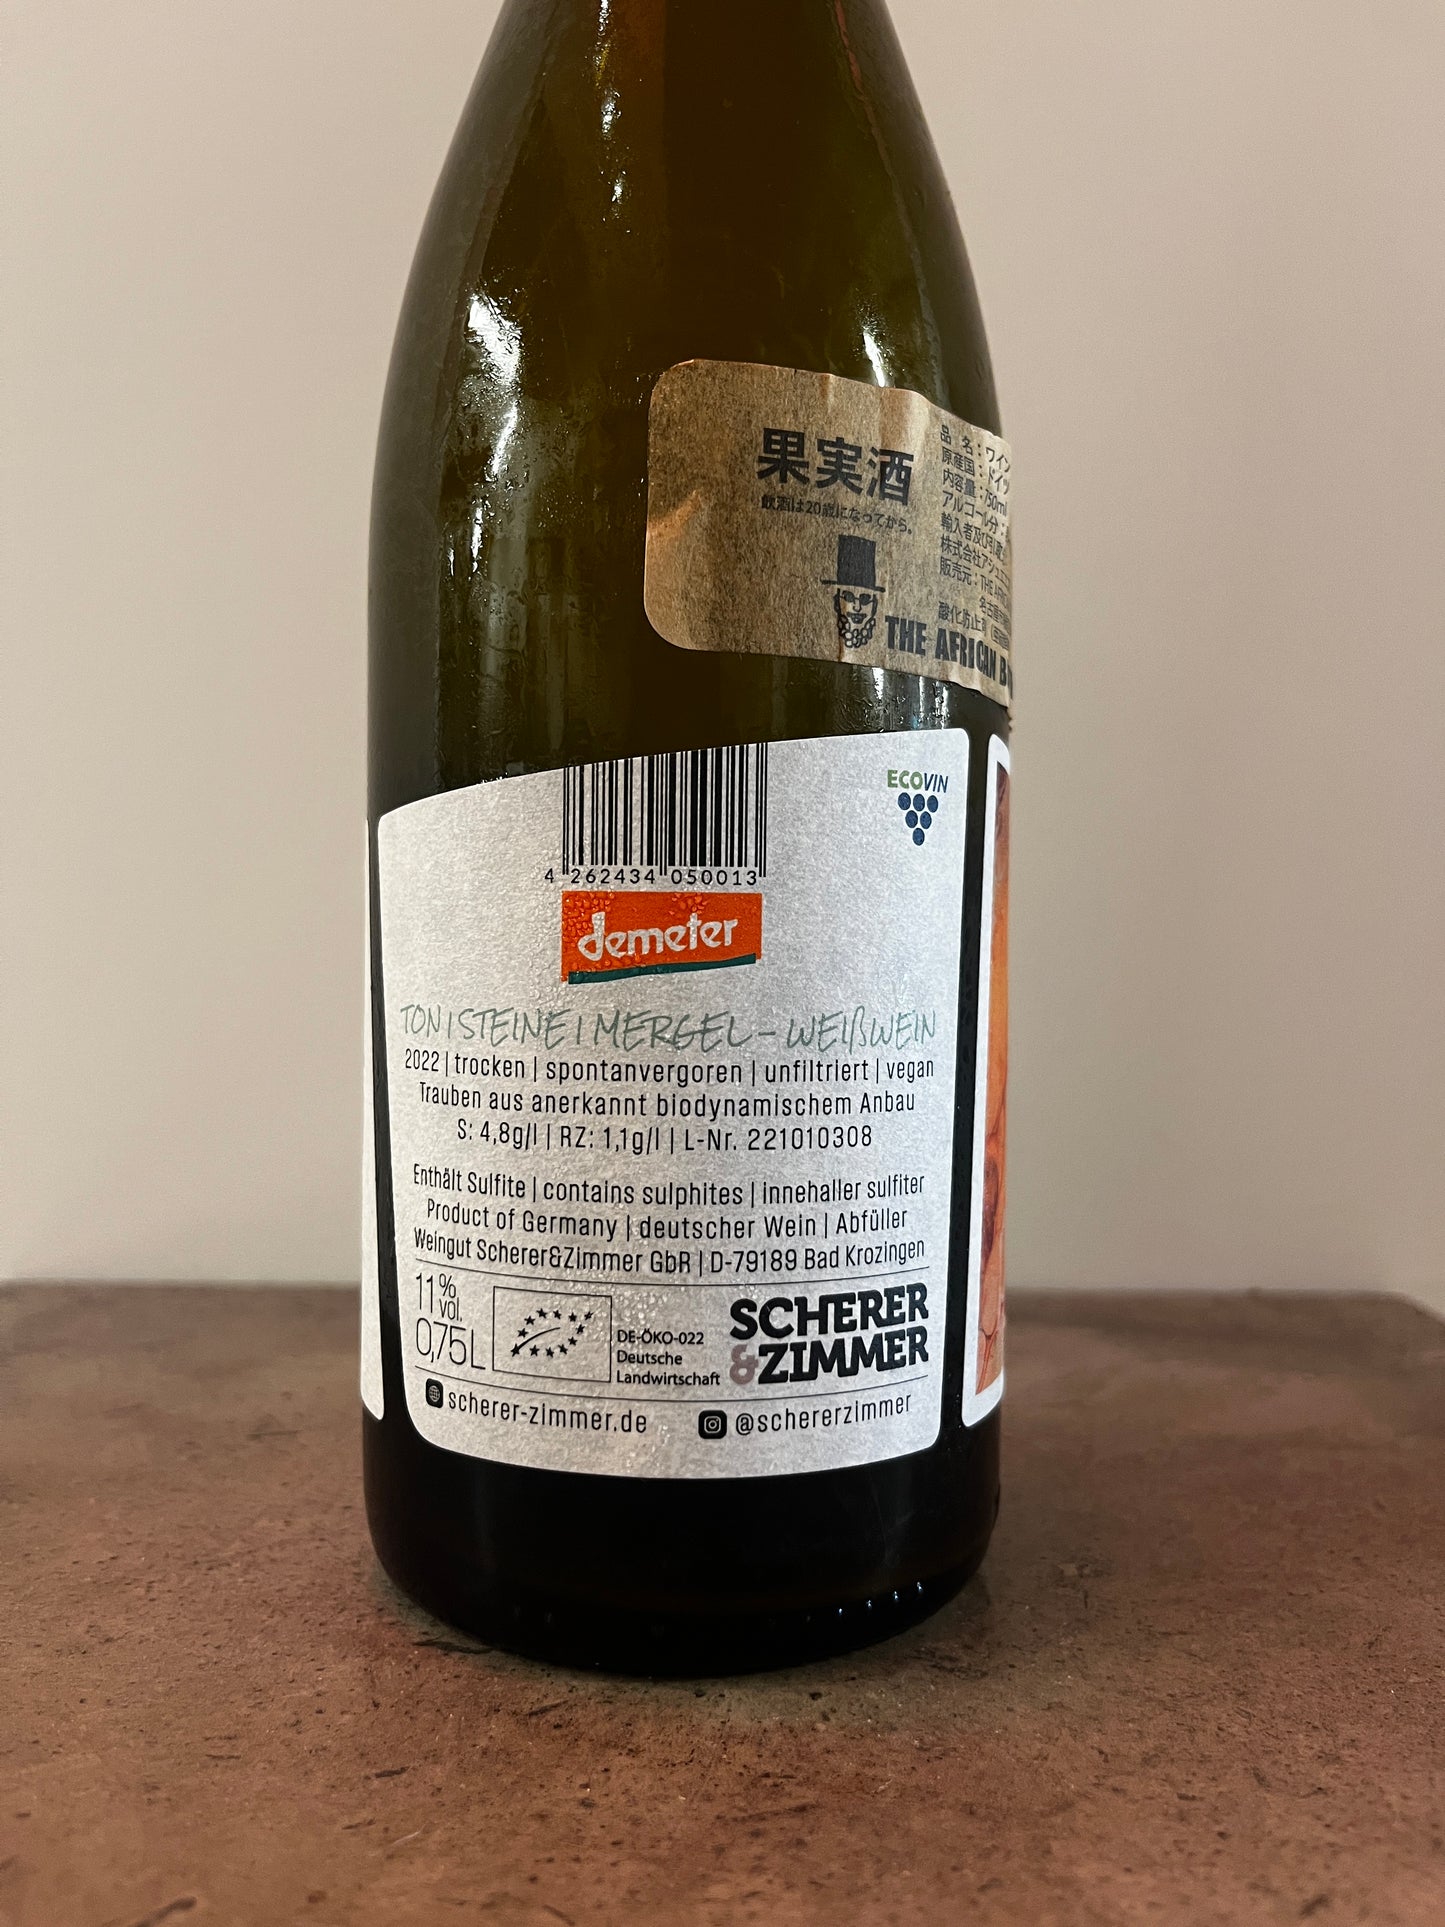 果実酒
飲酒は20歳になってから。
THE AFRICAN
品 名：ワイン
原産国：ドイツ
内容量：750ml
アルコール分：
輸入者及び引取
株式会社
販売元：THE
酸化防止剤
ECOVIN
4 262434 050013
demeter
TON | STEINE | MERGEL - WEIßWEIN
2022 | trocken | spontanvergoren | unfiltriert | vegan
Trauben aus anerkannt biodynamischem Anbau
S: 4,8g/l | RZ: 1,1g/l | L-Nr. 221010308
Enthält Sulfite | contains sulphites | innehaller sulfiter
Product of Germany | deutscher Wein | Abfüller
Weingut Scherer&Zimmer GbR | D-79189 Bad Krozingen
11% vol.
0,75L
DE-ÖKO-022
Deutsche
Landwirtschaft
SCHERER
&ZIMMER
scherer-zimmer.de
@schererzimmer